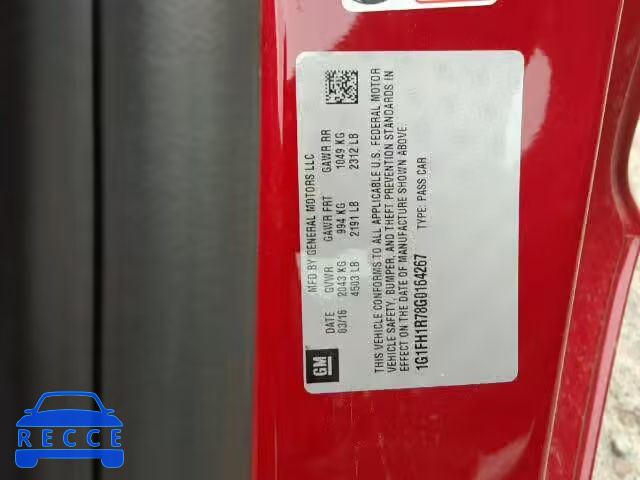 MFD BY GENERAL MOTORS LLC
DATE GVWR GAWR FRT GAWR RR
03/16 2043 KG 994 KG 1049 KG
4503 LB 2191 LB 2312 LB
THIS VEHICLE CONFORMS TO ALL APPLICABLE U.S. FEDERAL MOTOR
VEHICLE SAFETY, BUMPER, AND THEFT PREVENTION STANDARDS IN
EFFECT ON THE DATE OF MANUFACTURE SHOWN ABOVE.
1G1FH1R78G0164267 TYPE: PASS CAR
GM
RECCE